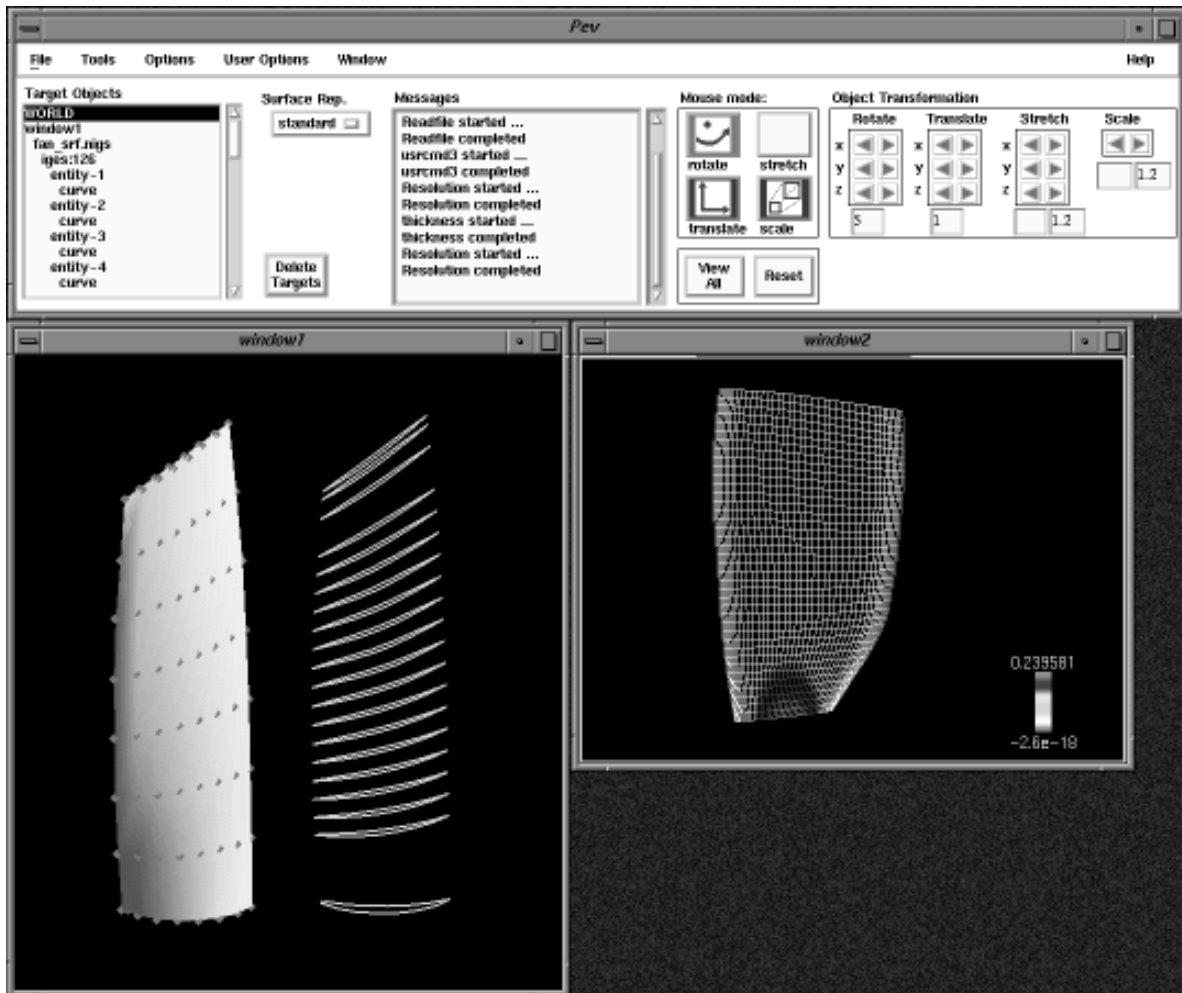 Pev
File Tools Options User Options Window Help
Target Objects
WORLD
window1
fan_srf.nigs
iges:126
entity-1
curve
entity-2
curve
entity-3
curve
entity-4
curve
Surface Rep.
standard
Delete
Targets
Messages
Readfile started ...
Readfile completed
usrcmd3 started ...
usrcmd3 completed
Resolution started ...
Resolution completed
thickness started ...
thickness completed
Resolution started ...
Resolution completed
Mouse mode:
rotate stretch
translate scale
View
All
Reset
Object Transformation
Rotate Translate Stretch Scale
x x x
y y y
z z z
5 1 1.2 1.2
window1
window2
0.239581
-2.6e-18